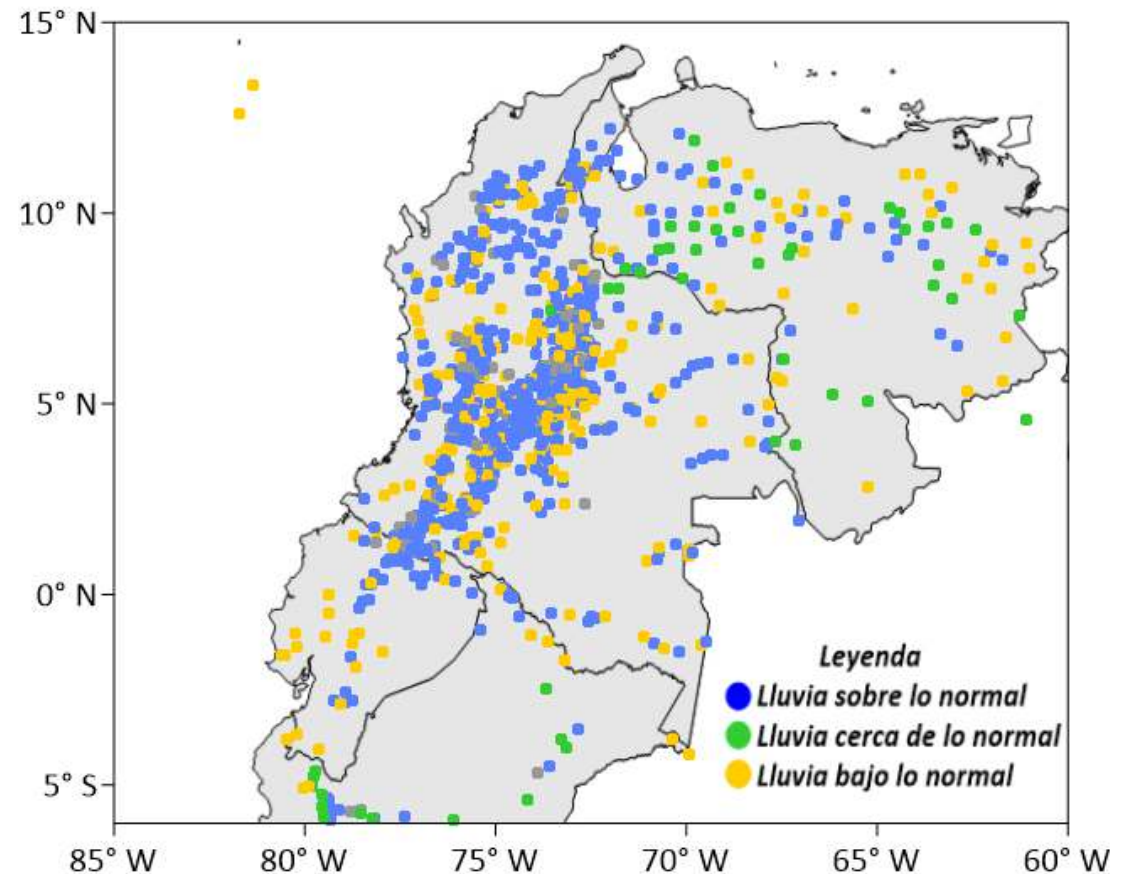 15° N
10° N
5° N
0° N
5° S
Leyenda
Lluvia sobre lo normal
Lluvia cerca de lo normal
Lluvia bajo lo normal
85° W 80° W 75° W 70° W 65° W 60° W